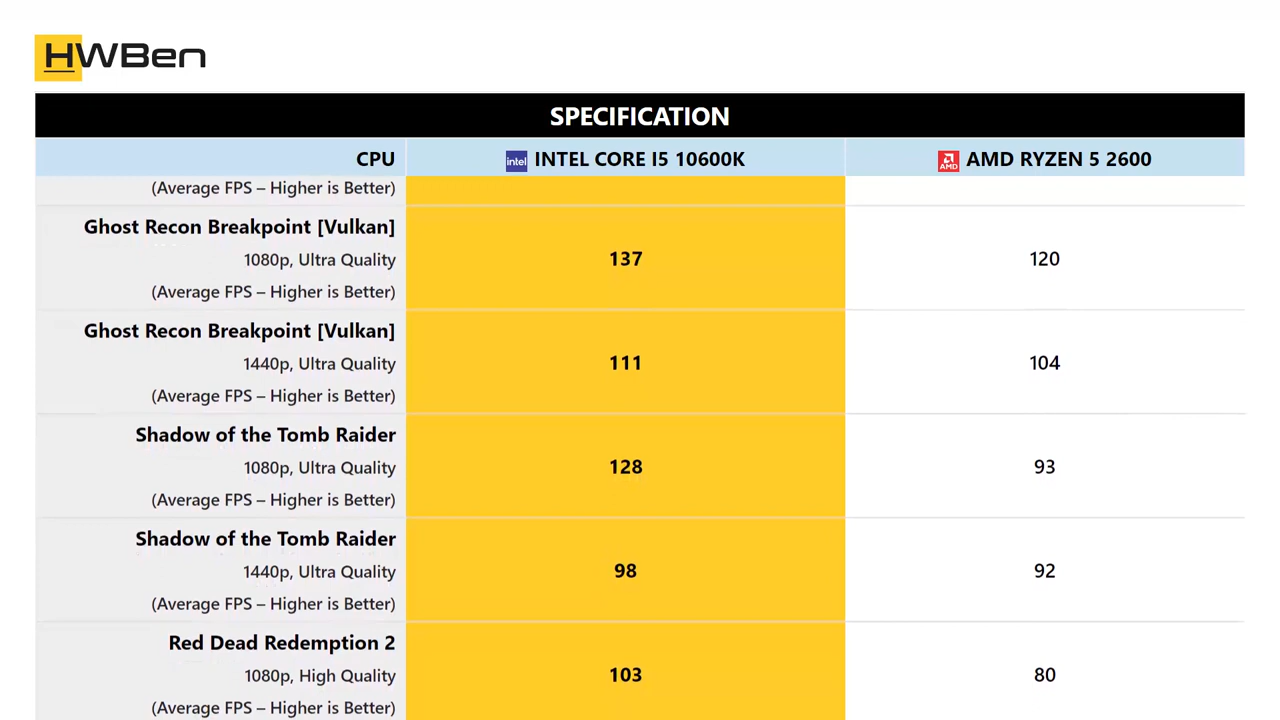 HWBen
SPECIFICATION
CPU
intel INTEL CORE I5 10600K
AMD AMD RYZEN 5 2600
(Average FPS – Higher is Better)
Ghost Recon Breakpoint [Vulkan]
1080p, Ultra Quality
(Average FPS – Higher is Better)
137
120
Ghost Recon Breakpoint [Vulkan]
1440p, Ultra Quality
(Average FPS – Higher is Better)
111
104
Shadow of the Tomb Raider
1080p, Ultra Quality
(Average FPS – Higher is Better)
128
93
Shadow of the Tomb Raider
1440p, Ultra Quality
(Average FPS – Higher is Better)
98
92
Red Dead Redemption 2
1080p, High Quality
(Average FPS – Higher is Better)
103
80